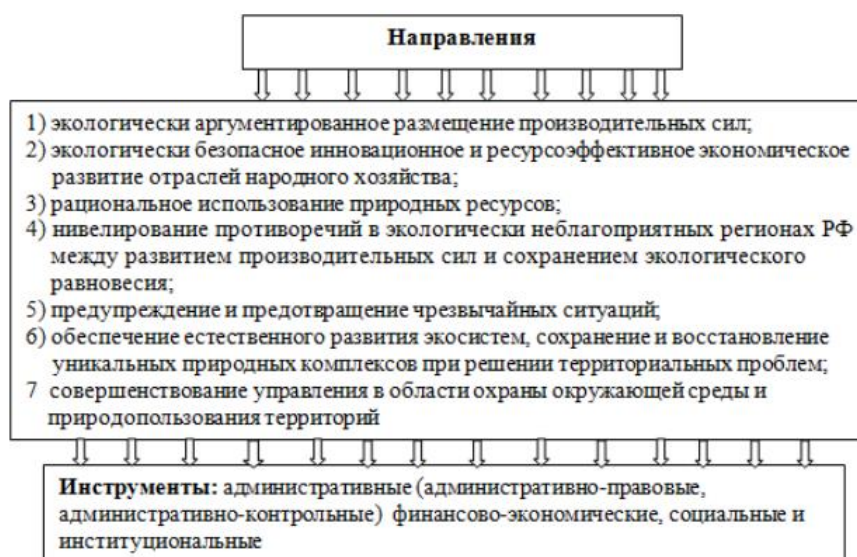 Направления
1) экологически аргументированное размещение производительных сил;
2) экологически безопасное инновационное и ресурсоэффективное экономическое
развитие отраслей народного хозяйства;
3) рациональное использование природных ресурсов;
4) нивелирование противоречий в экологически неблагоприятных регионах РФ
между развитием производительных сил и сохранением экологического
равновесия;
5) предупреждение и предотвращение чрезвычайных ситуаций;
6) обеспечение естественного развития экосистем, сохранение и восстановление
уникальных природных комплексов при решении территориальных проблем;
7 совершенствование управления в области охраны окружающей среды и
природопользования территорий
Инструменты: административные (административно-правовые,
административно-контрольные) финансово-экономические, социальные и
институциональные